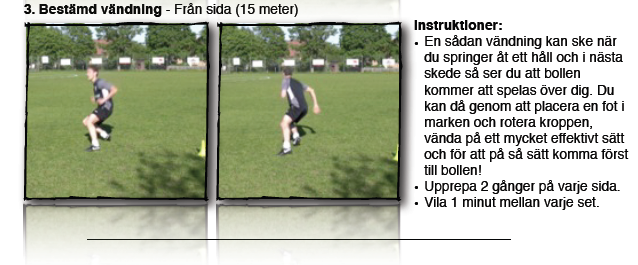 3. Bestämd vändning - Från sida (15 meter)
Instruktioner:
• En sådan vändning kan ske när
du springer åt ett håll och i nästa
skede så ser du att bollen
kommer att spelas över dig. Du
kan då genom att placera en fot i
marken och rotera kroppen,
vända på ett mycket effektivt sätt
och för att på så sätt komma först
till bollen!
• Upprepa 2 gånger på varje sida.
• Vila 1 minut mellan varje set.